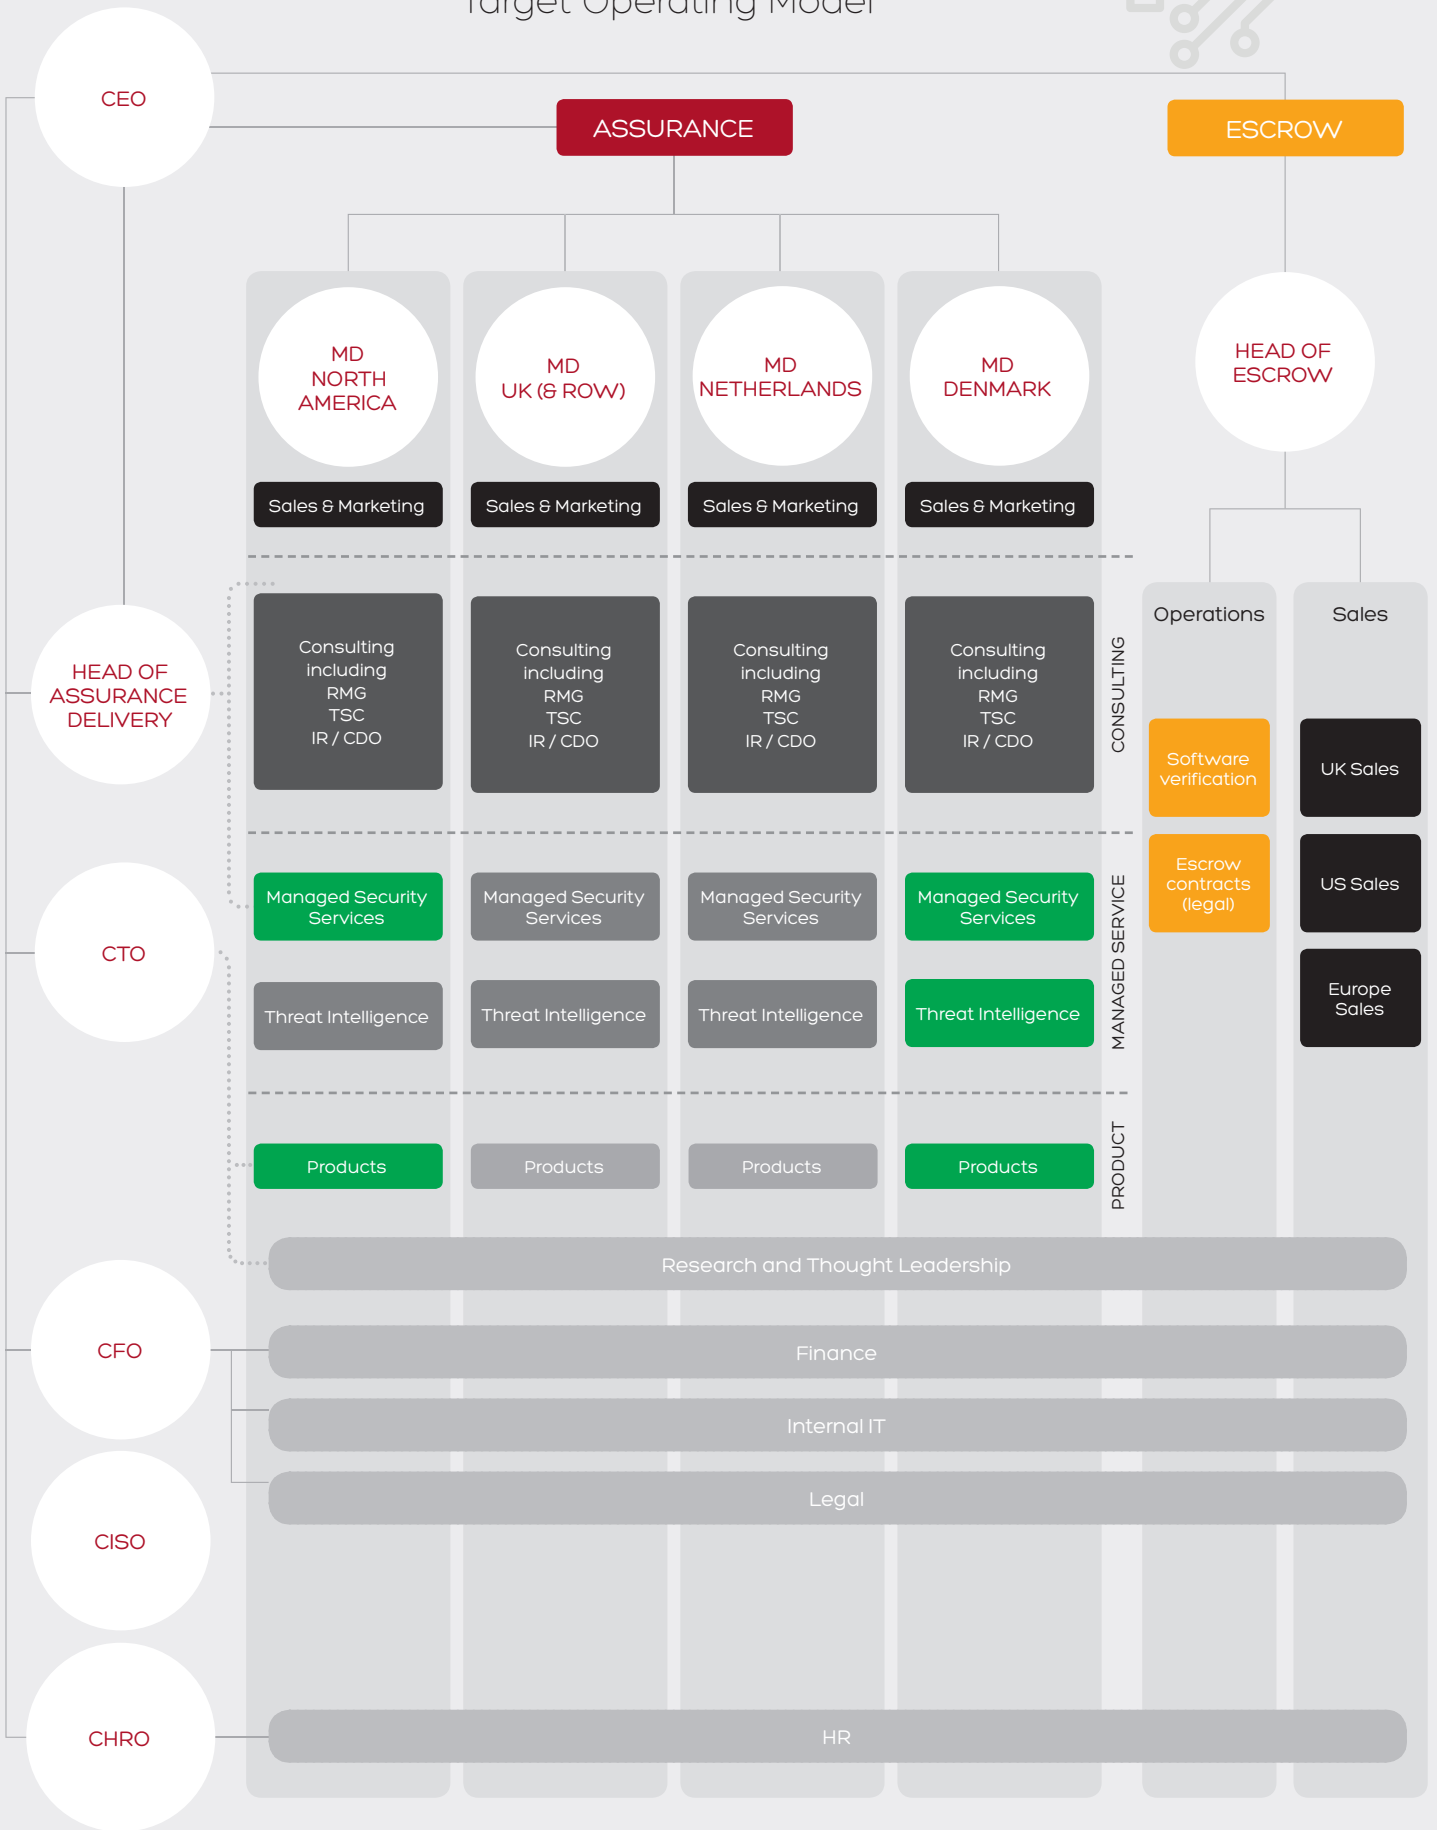 Target Operating Model
CEO
ASSURANCE
ESCROW
MD
NORTH
AMERICA
MD
UK (& ROW)
MD
NETHERLANDS
MD
DENMARK
HEAD OF
ESCROW
Sales & Marketing
Sales & Marketing
Sales & Marketing
Sales & Marketing
HEAD OF
ASSURANCE
DELIVERY
Consulting
including
RMG
TSC
IR / CDO
Consulting
including
RMG
TSC
IR / CDO
Consulting
including
RMG
TSC
IR / CDO
Consulting
including
RMG
TSC
IR / CDO
CONSULTING
Operations
Sales
Software
verification
UK Sales
Escrow
contracts
(legal)
US Sales
Europe
Sales
CTO
Managed Security
Services
Managed Security
Services
Managed Security
Services
Managed Security
Services
Threat Intelligence
Threat Intelligence
Threat Intelligence
Threat Intelligence
MANAGED SERVICE
Products
Products
Products
Products
PRODUCT
Research and Thought Leadership
CFO
Finance
Internal IT
Legal
CISO
CHRO
HR